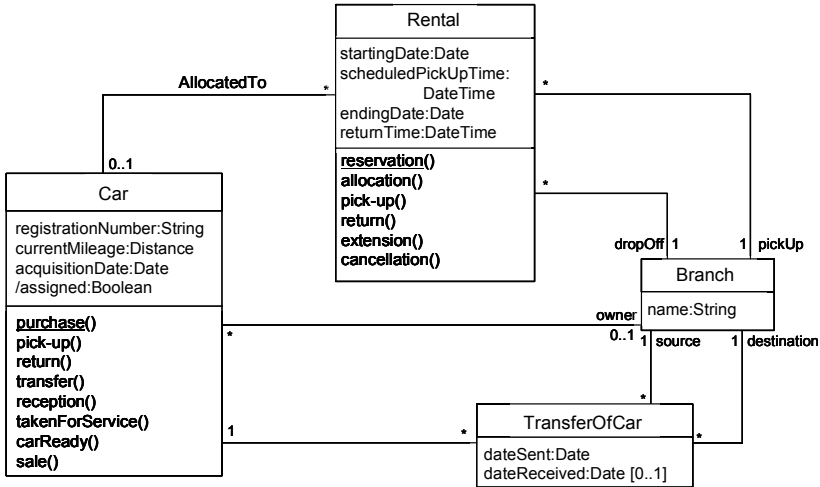 Rental
startingDate:Date
scheduledPickUpTime:
DateTime
endingDate:Date
returnTime:DateTime
reservation()
allocation()
pick-up()
return()
extension()
cancellation()
AllocatedTo
*
0..1
*
*
Car
registrationNumber:String
currentMileage:Distance
acquisitionDate:Date
/assigned:Boolean
purchase()
pick-up()
return()
transfer()
reception()
takenForService()
carReady()
sale()
dropOff 1
1 pickUp
Branch
name:String
owner
0..1
*
1 source
1 destination
*
*
1
*
TransferOfCar
dateSent:Date
dateReceived:Date [0..1]